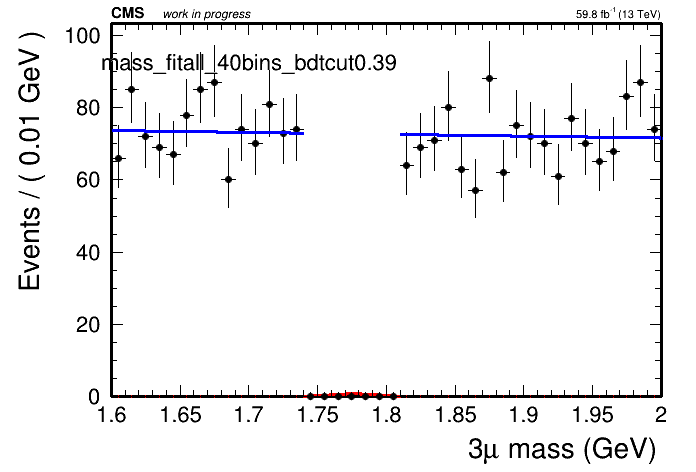 CMS work in progress 59.8 fb-1 (13 TeV)
mass_fitall_40bins_bdtcut0.39
Events / ( 0.01 GeV )
100
80
60
40
20
0
1.6 1.65 1.7 1.75 1.8 1.85 1.9 1.95 2
3μ mass (GeV)